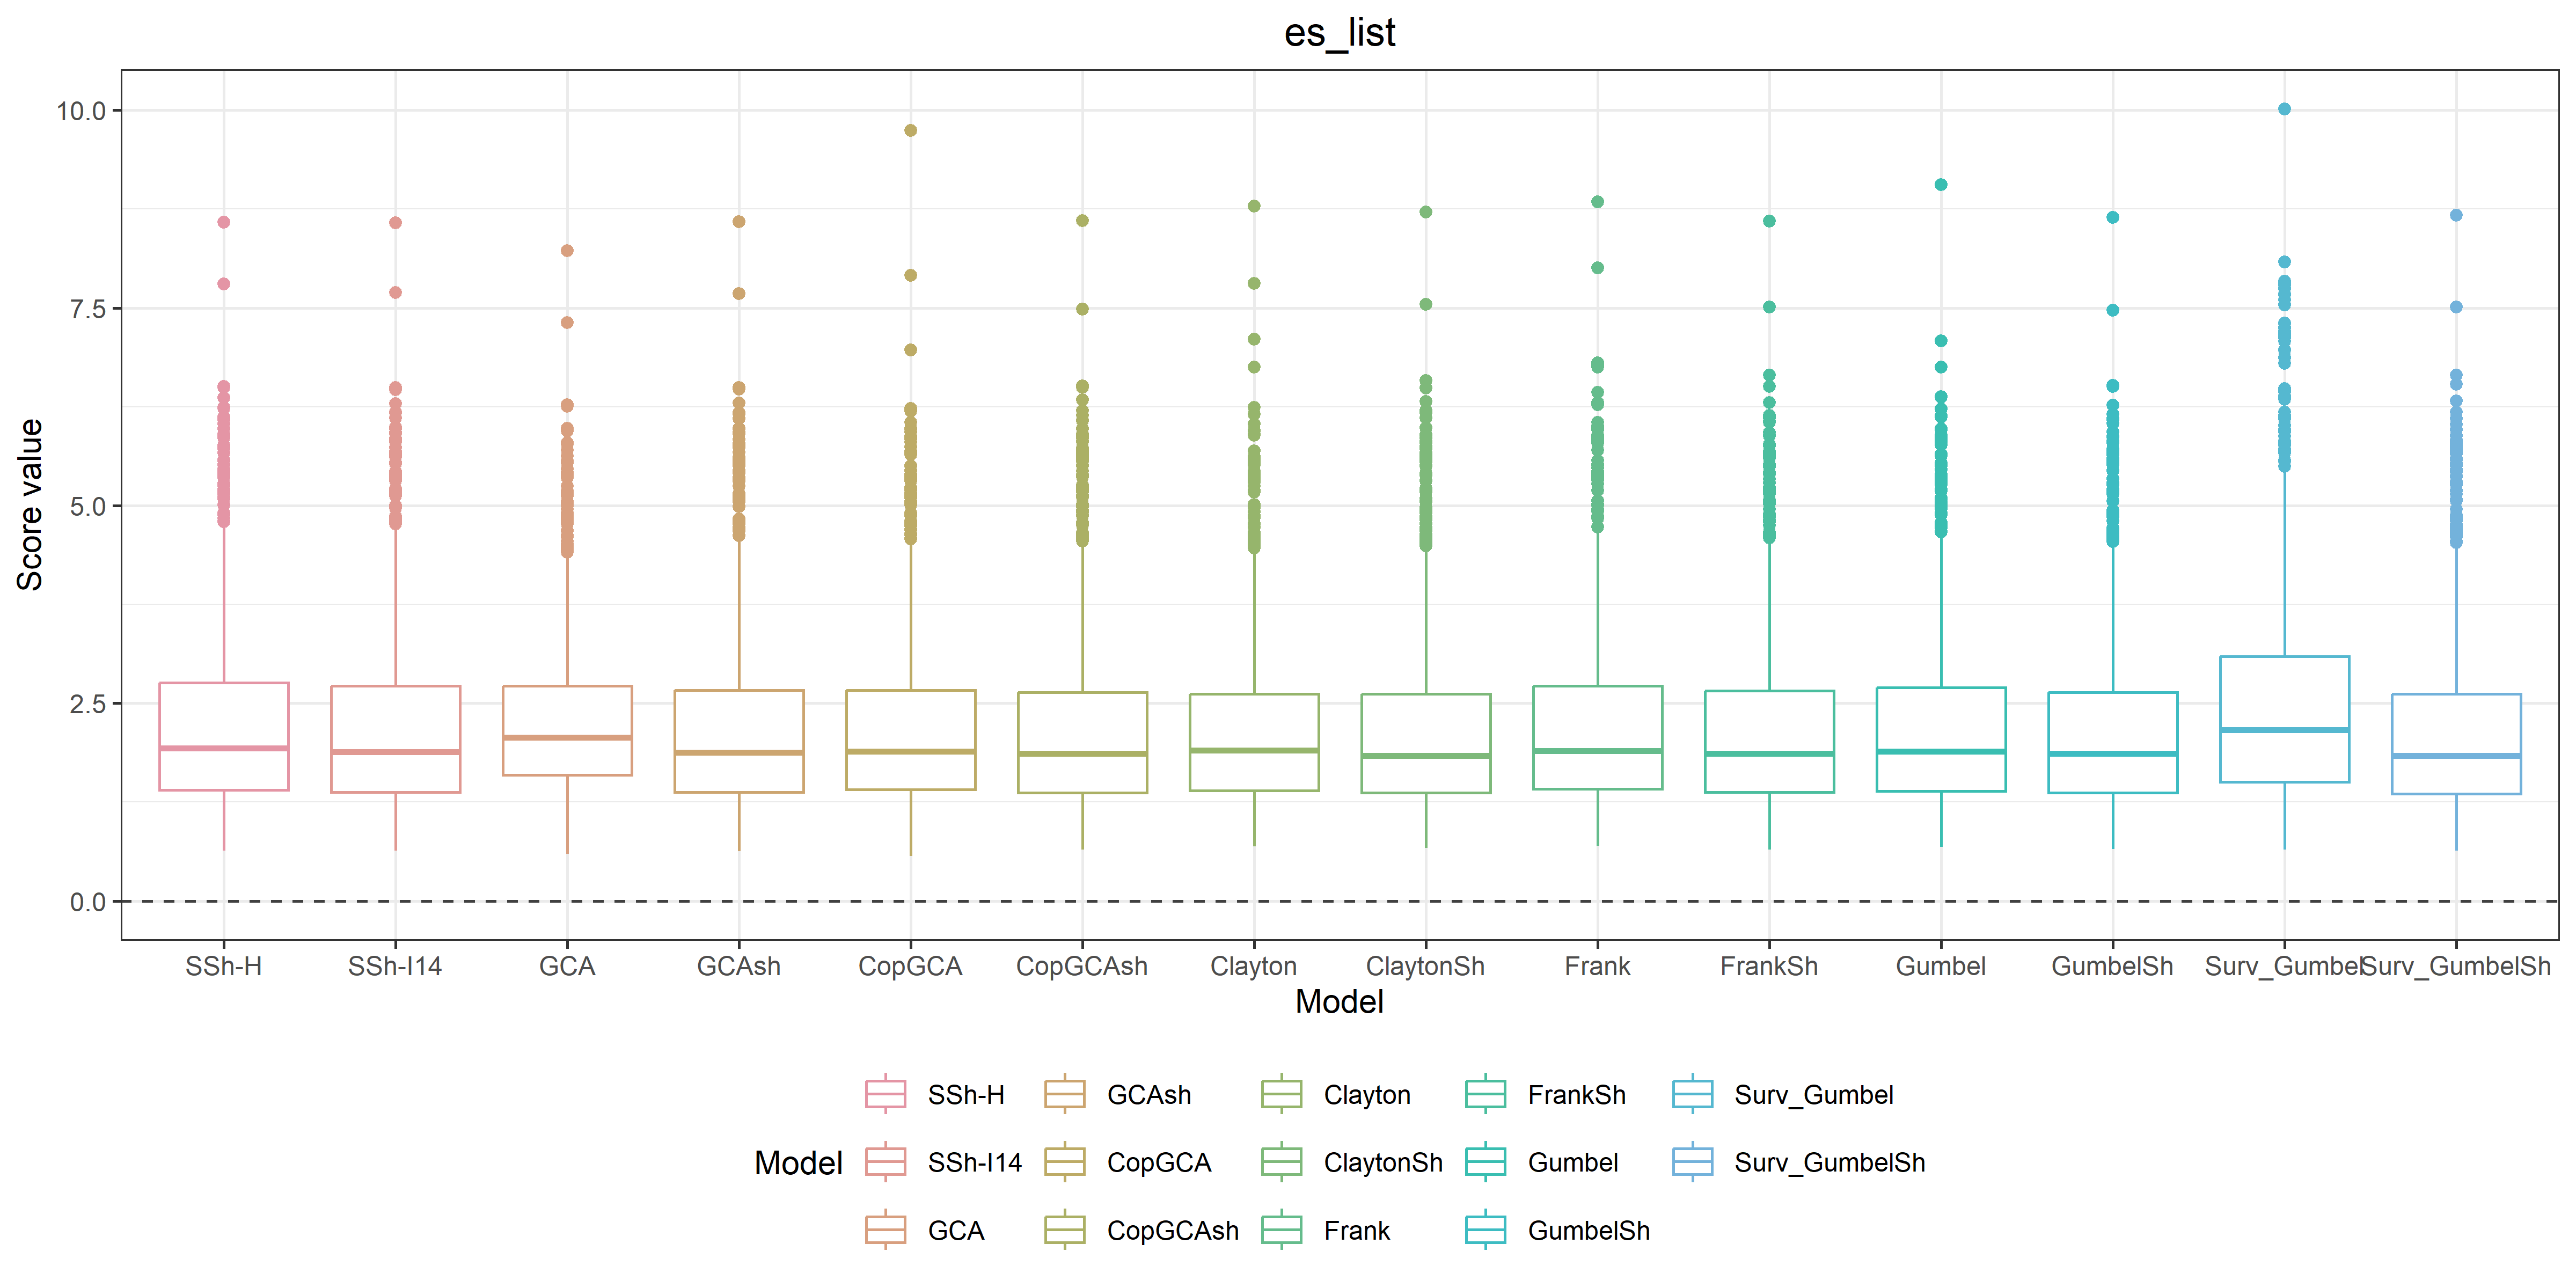 es_list
Score value
10.0
7.5
5.0
2.5
0.0
SSh-H SSh-I14 GCA GCAsh CopGCA CopGCAsh Clayton ClaytonSh Frank FrankSh Gumbel GumbelSh Surv_Gumbel Surv_GumbelSh
Model
Model
SSh-H GCAsh Clayton FrankSh Surv_Gumbel
SSh-I14 CopGCA ClaytonSh Gumbel Surv_GumbelSh
GCA CopGCAsh Frank GumbelSh